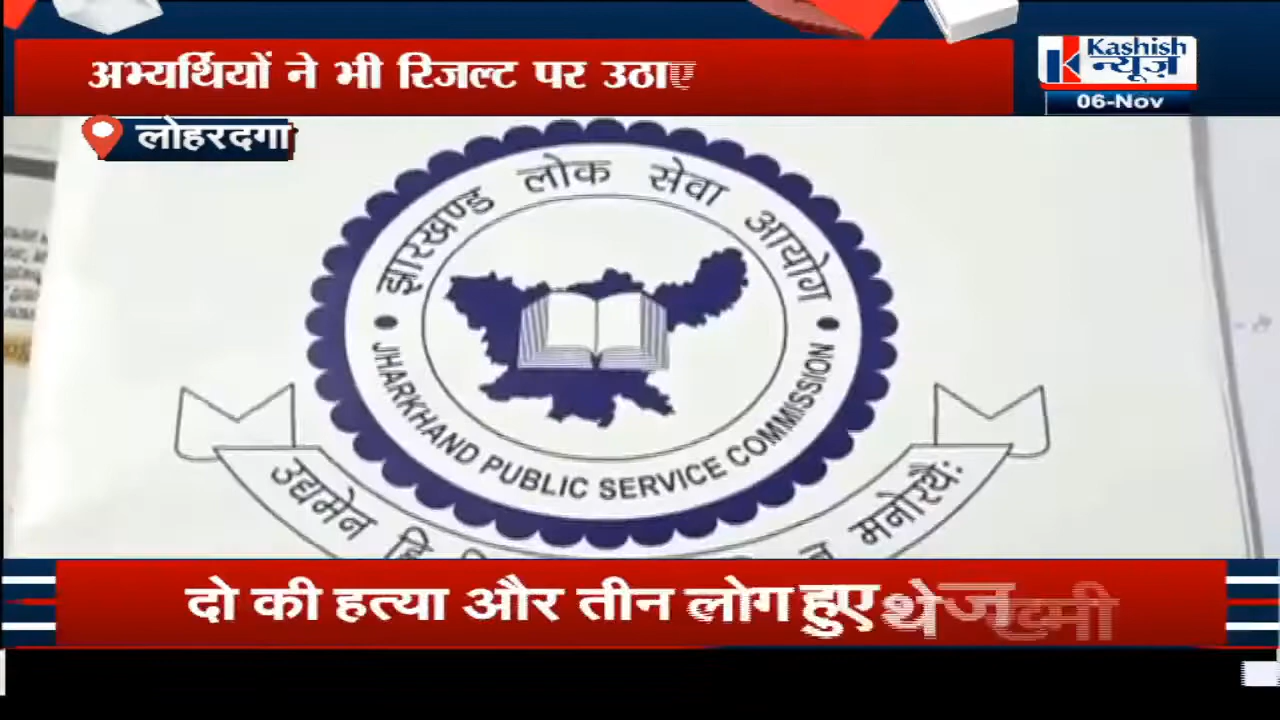 अभ्यर्थियों ने भी रिजल्ट पर उठाए
Kashish
न्यूज़
06-Nov
लोहरदगा
झारखण्ड लोक सेवा आयोग
JHARKHAND PUBLIC SERVICE COMMISSION
उद्यमेन हि
न मनोरथैः
दो की हत्या और तीन लोग हुए थे जख्मी